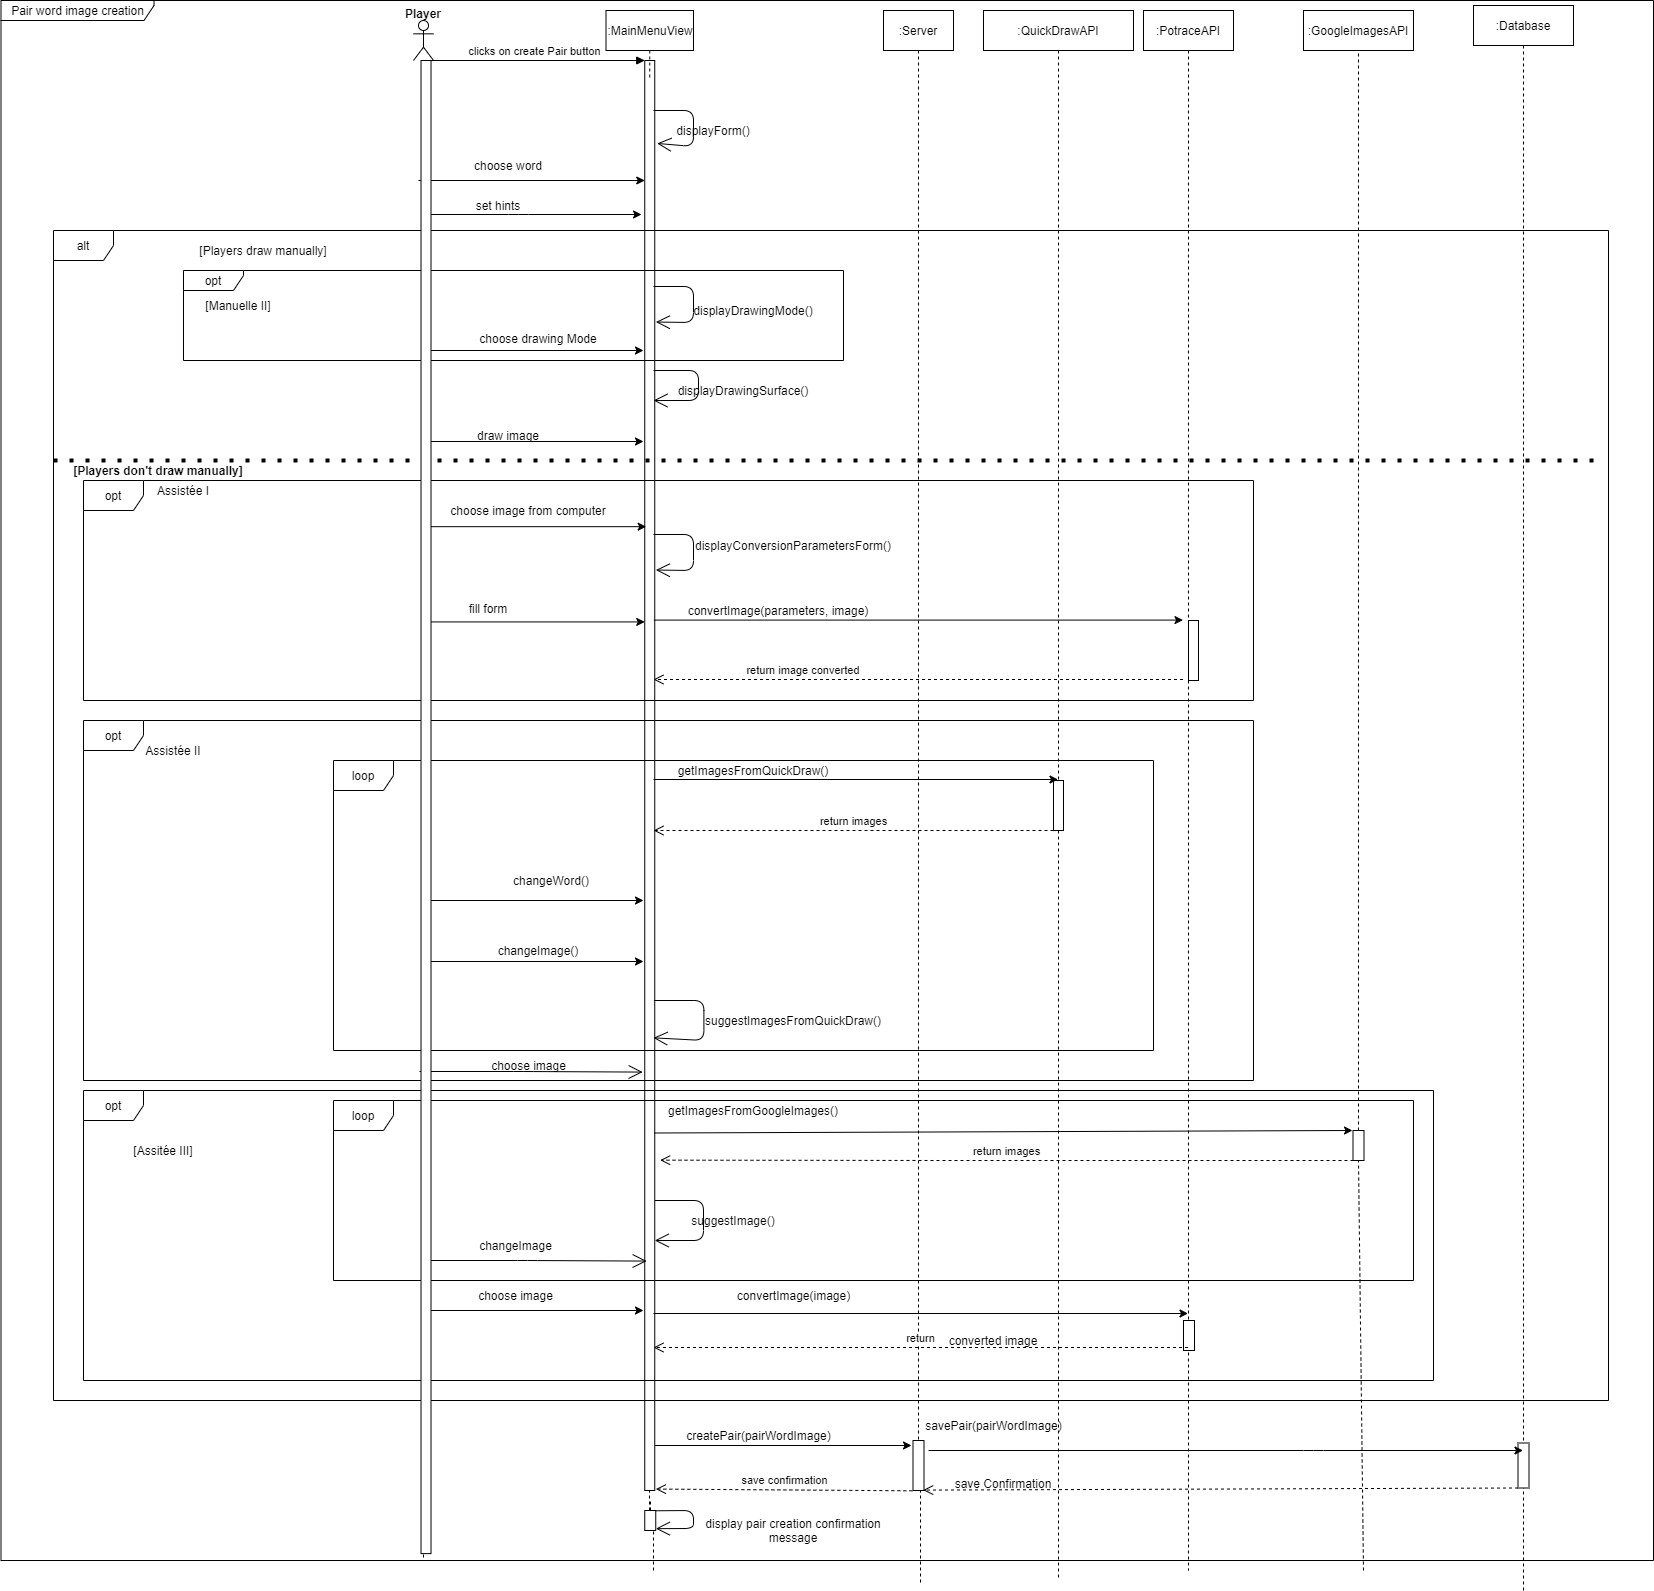 Pair word image creation
Player
:MainMenuView
:Server
:QuickDrawAPI
:PotraceAPI
:GoogleImagesAPI
:Database
clicks on create Pair button
displayForm()
choose word
set hints
alt
[Players draw manually]
opt
[Manuelle II]
displayDrawingMode()
choose drawing Mode
displayDrawingSurface()
draw image
[Players don't draw manually]
opt
Assistée I
choose image from computer
displayConversionParametersForm()
fill form
convertImage(parameters, image)
return image converted
opt
Assistée II
loop
getImagesFromQuickDraw()
return images
changeWord()
changeImage()
suggestImagesFromQuickDraw()
choose image
opt
loop
getImagesFromGoogleImages()
[Assitée III]
return images
suggestImage()
changeImage
choose image
convertImage(image)
return
converted image
savePair(pairWordImage)
createPair(pairWordImage)
save confirmation
save Confirmation
display pair creation confirmation
message